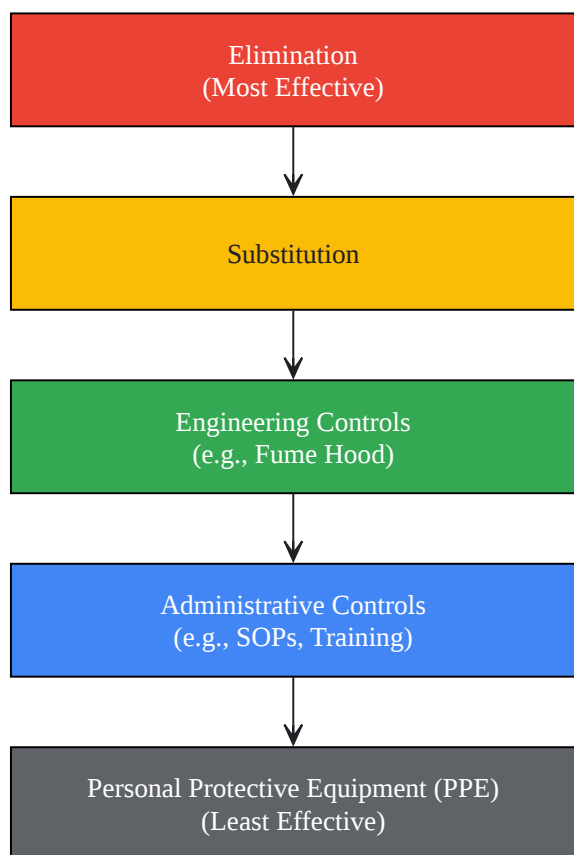 Elimination
(Most Effective)
Substitution
Engineering Controls
(e.g., Fume Hood)
Administrative Controls
(e.g., SOPs, Training)
Personal Protective Equipment (PPE)
(Least Effective)